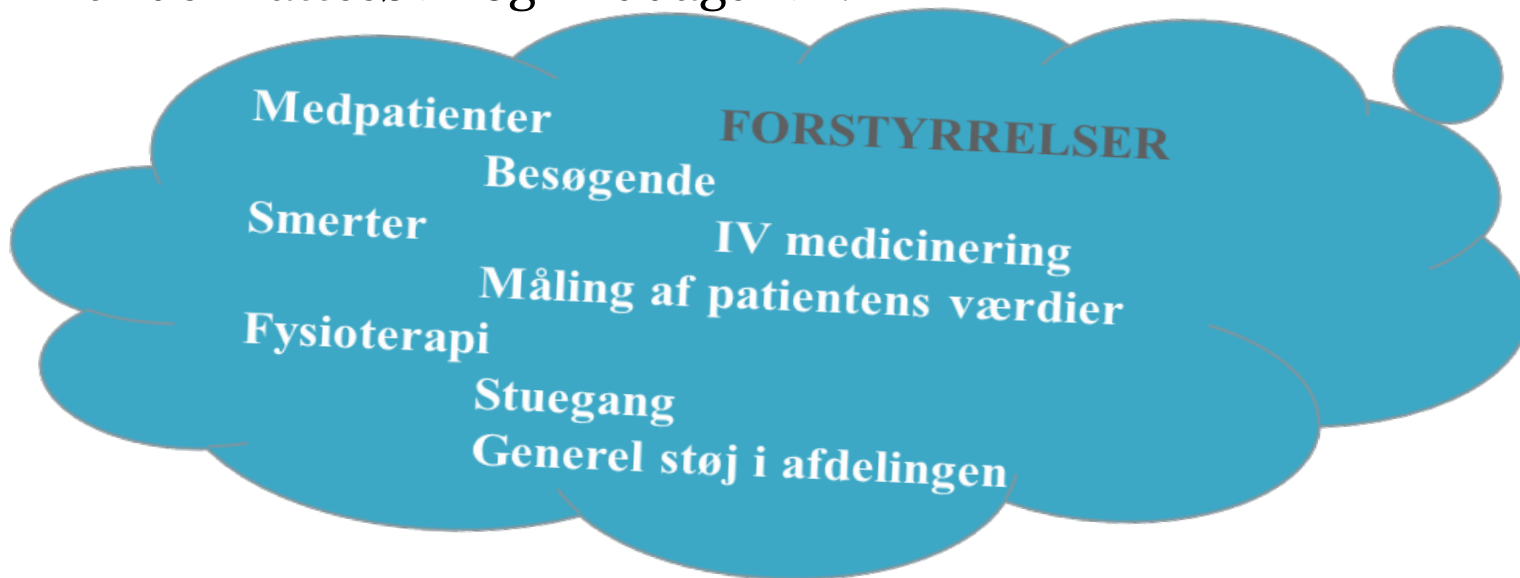 Medpatienter
FORSTYRRELSER
Besøgende
Smerter
IV medicinering
Måling af patientens værdier
Fysioterapi
Stuegang
Generel støj i afdelingen